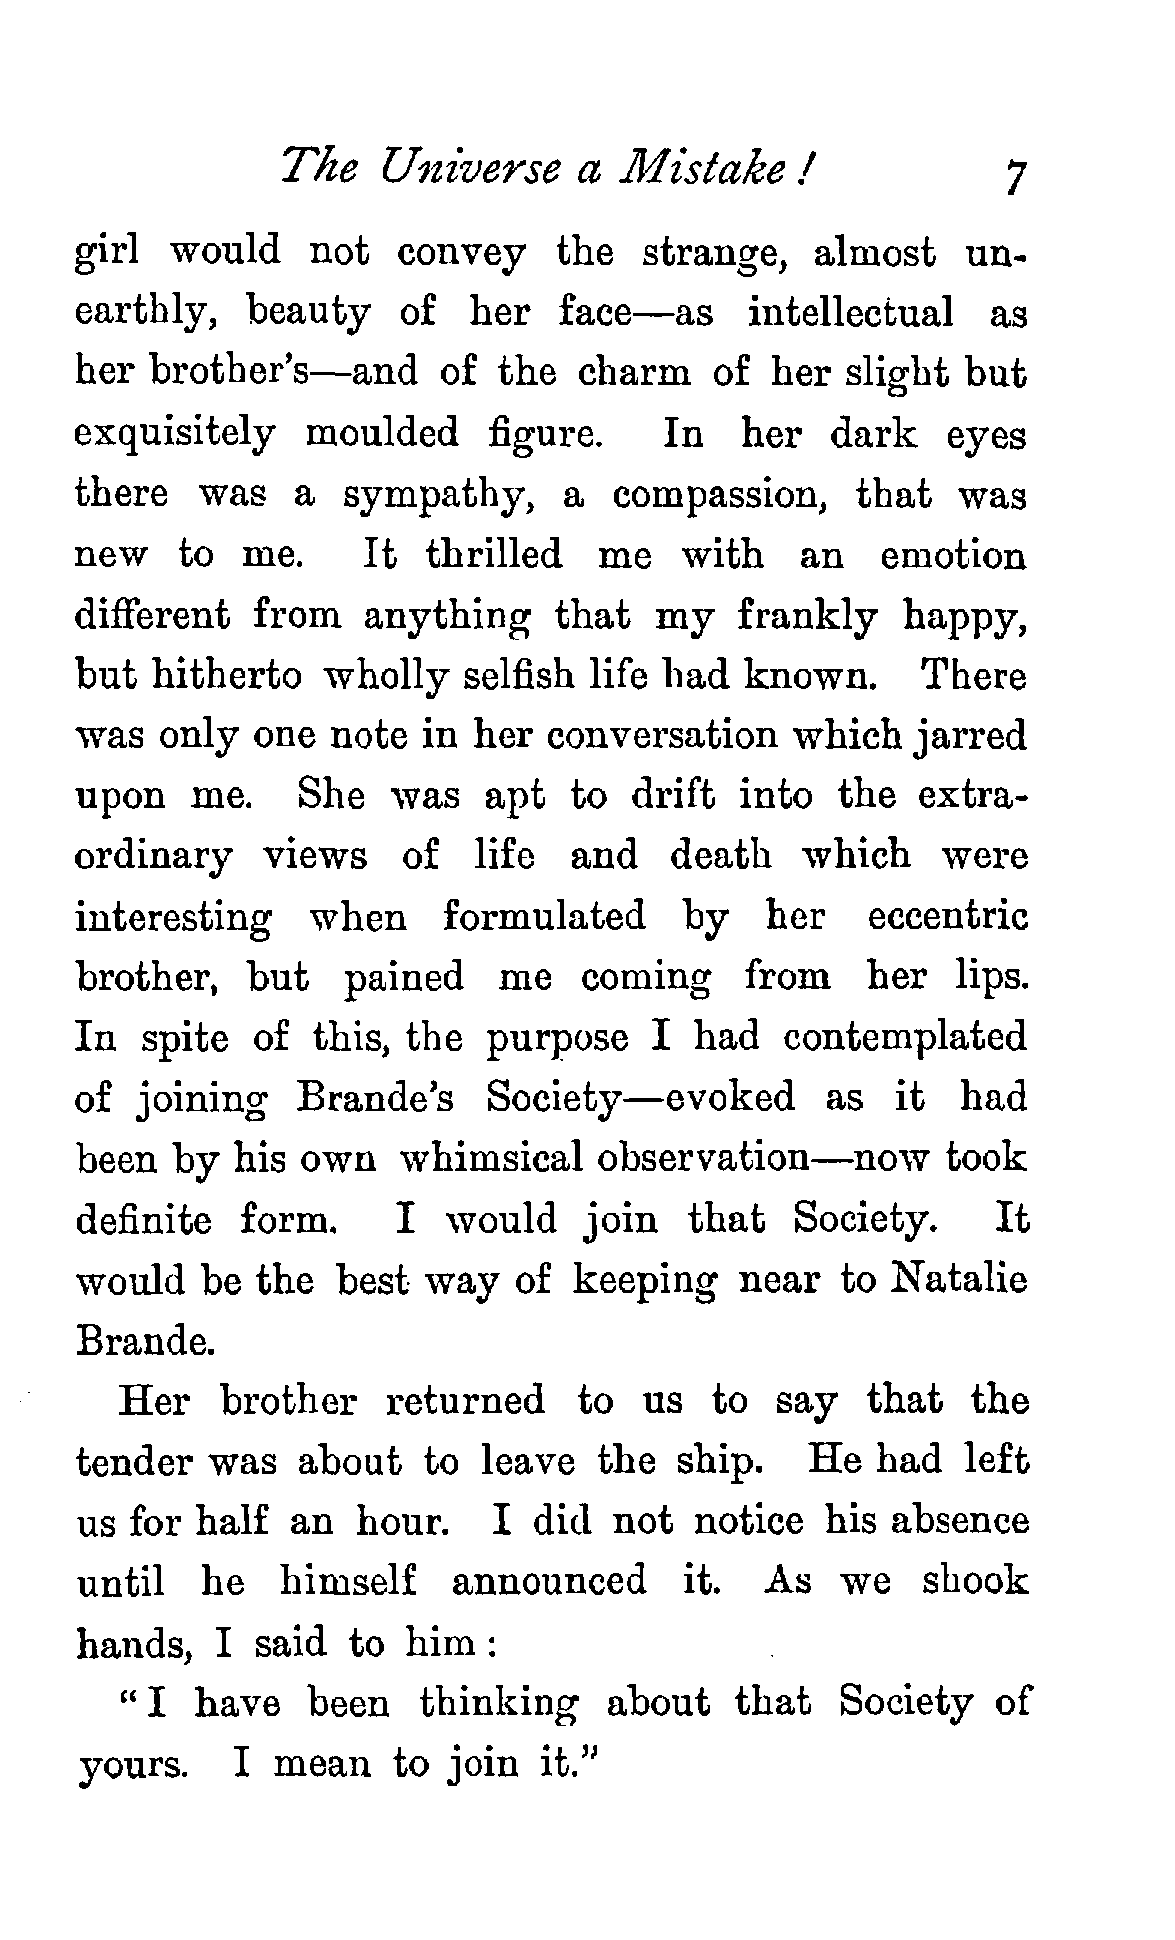 The Universe a Mistake! 7
girl would not convey the strange, almost un-
earthly, beauty of her face—as intellectual as
her brother's—and of the charm of her slight but
exquisitely moulded figure. In her dark eyes
there was a sympathy, a compassion, that was
new to me. It thrilled me with an emotion
different from anything that my frankly happy,
but hitherto wholly selfish life had known. There
was only one note in her conversation which jarred
upon me. She was apt to drift into the extra-
ordinary views of life and death which were
interesting when formulated by her eccentric
brother, but pained me coming from her lips.
In spite of this, the purpose I had contemplated
of joining Brande's Society—evoked as it had
been by his own whimsical observation—now took
definite form. I would join that Society. It
would be the best way of keeping near to Natalie
Brande.
Her brother returned to us to say that the
tender was about to leave the ship. He had left
us for half an hour. I did not notice his absence
until he himself announced it. As we shook
hands, I said to him:
“I have been thinking about that Society of
yours. I mean to join it.”